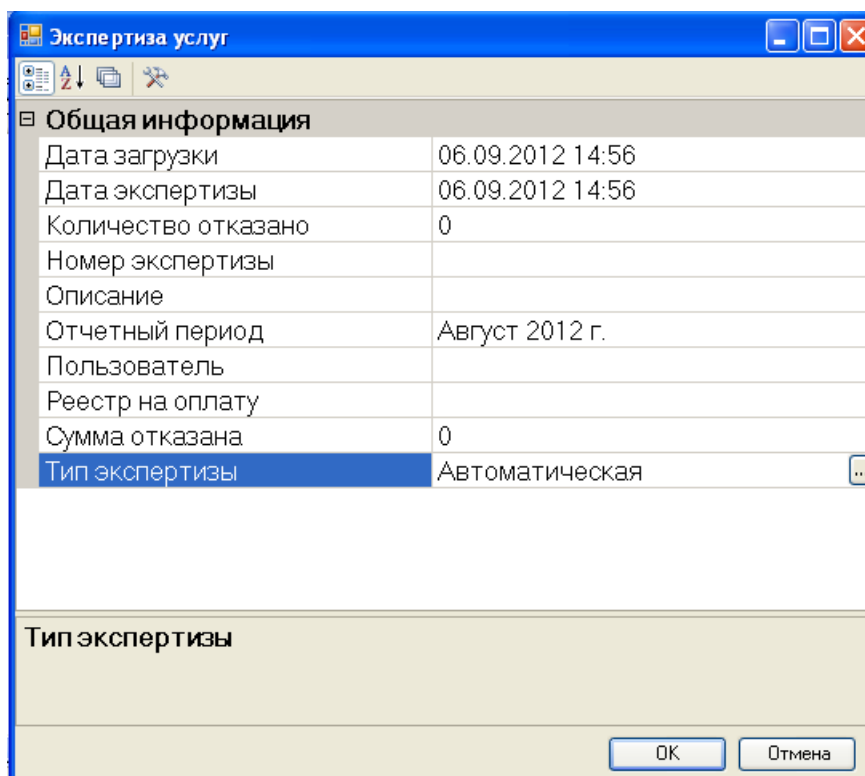 Экспертиза услуг
Общая информация
Дата загрузки 06.09.2012 14:56
Дата экспертизы 06.09.2012 14:56
Количество отказано 0
Номер экспертизы
Описание
Отчетный период Август 2012 г.
Пользователь
Реестр на оплату
Сумма отказана 0
Тип экспертизы Автоматическая ...
Тип экспертизы
OK Отмена